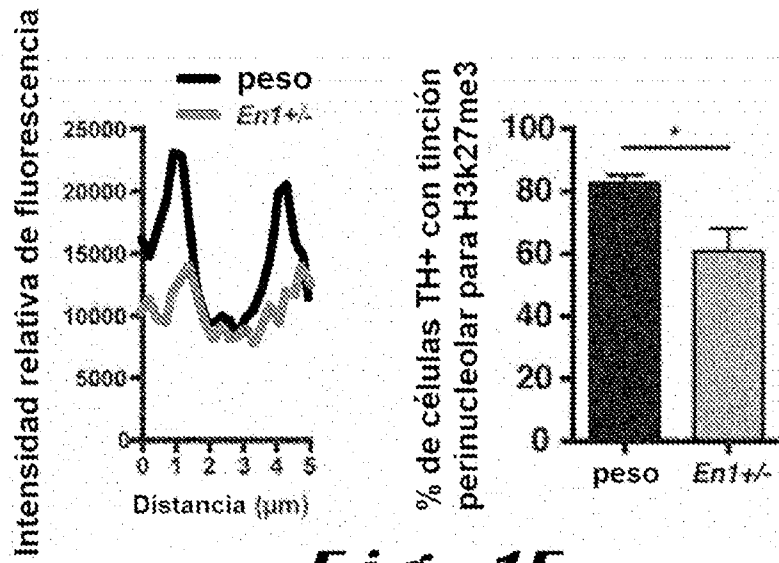 Intensidad relativa de fluorescencia
peso
En1+/-
25000
20000
15000
10000
5000
0
0 1 2 3 4 5
Distancia (µm)
% de células TH+ con tinción
perinucleolar para H3k27me3
100
80
60
40
20
0
*
peso En1+/-